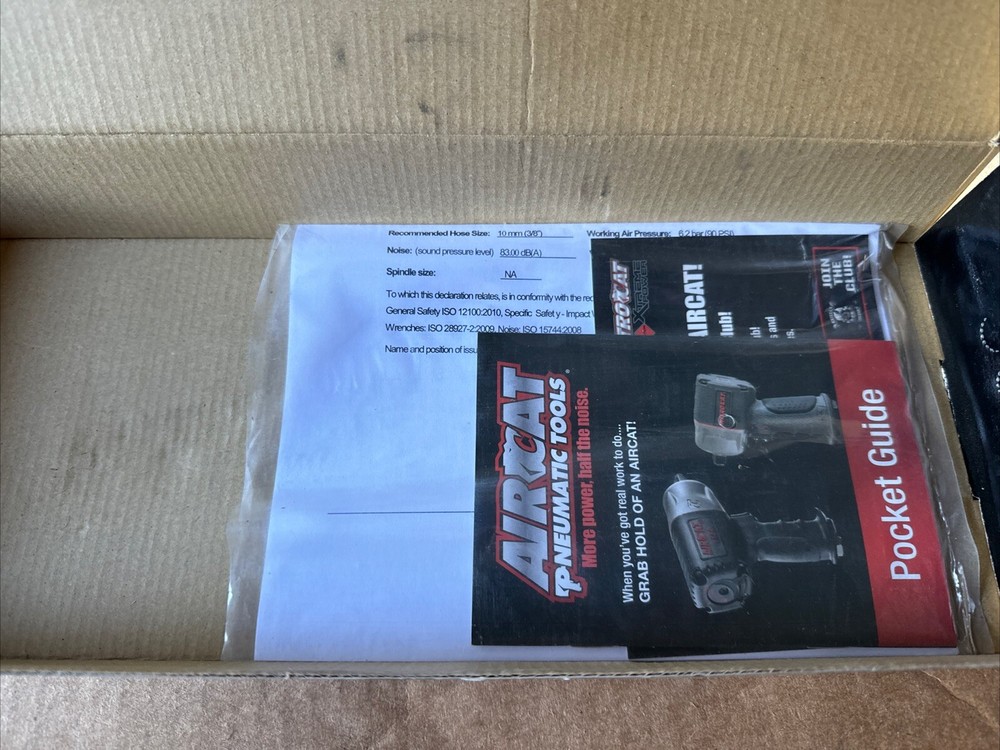 Recommended Hose Size: 10 mm (3/8") Working Air Pressure: 6.2 bar (90 PSI)
Noise: (sound pressure level) 83.00 dB(A)
Spindle size: NA
To which this declaration relates, is in conformity with the
General Safety ISO 12100:2010, Specific Safety - Impact
Wrenches: ISO 28927-2:2009, Noise: ISO 15744:2008
Name and position of
XTREME
POWER
AIRCAT!
JOIN
THE
CLUB!
AIRCAT
PNEUMATIC TOOLS®
More power, half the noise.
When you've got real work to do....
GRAB HOLD OF AN AIRCAT!
Pocket Guide